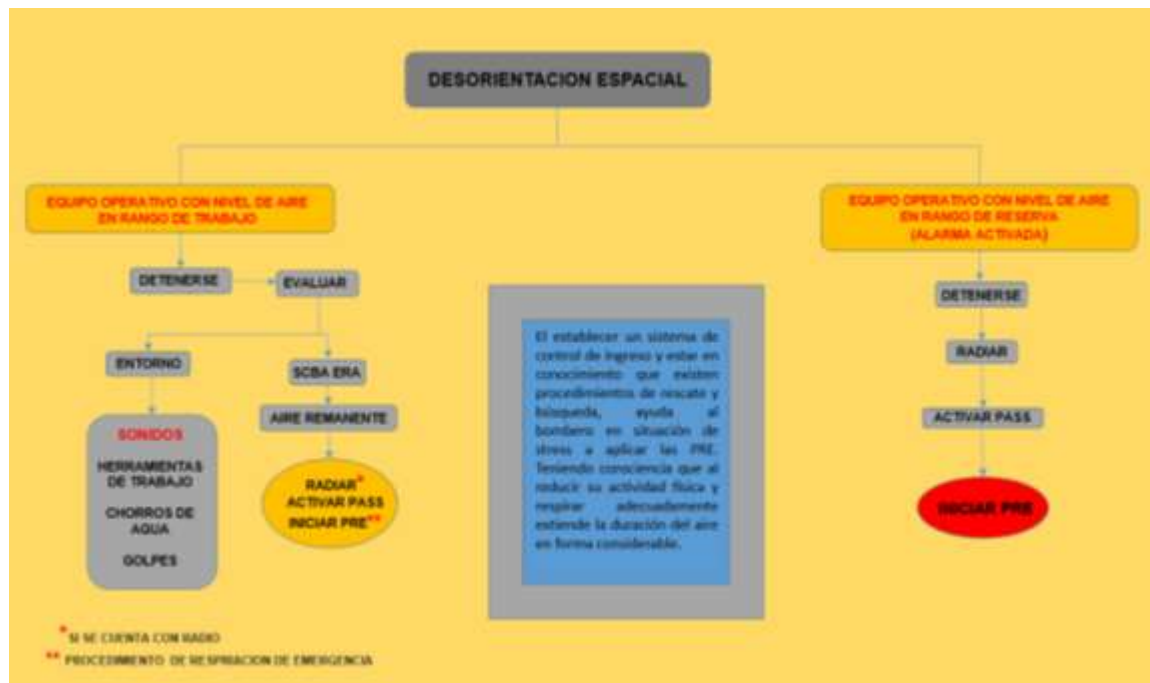 DESORIENTACION ESPACIAL
EQUIPO OPERATIVO CON NIVEL DE AIRE
EN RANGO DE TRABAJO
DETENERSE
EVALUAR
ENTORNO
SONIDOS
HERRAMIENTAS
DE TRABAJO
CHORROS DE
AGUA
GOLPES
SCBA ERA
AIRE REMANENTE
RADIAR*
ACTIVAR PASS
INICIAR PRE**
El establecer un sistema de
control de ingreso y estar en
conocimiento que existen
procedimientos de rescate y
búsqueda, ayuda al
bombero en situación de
stress a aplicar las PRE.
Teniendo consciencia que al
reducir su actividad física y
respirar adecuadamente
extiende la duración del aire
en forma considerable.
EQUIPO OPERATIVO CON NIVEL DE AIRE
EN RANGO DE RESERVA
(ALARMA ACTIVADA)
DETENERSE
RADIAR
ACTIVAR PASS
INICIAR PRE
* SI SE CUENTA CON RADIO
** PROCEDIMIENTO DE RESPIRACION DE EMERGENCIA